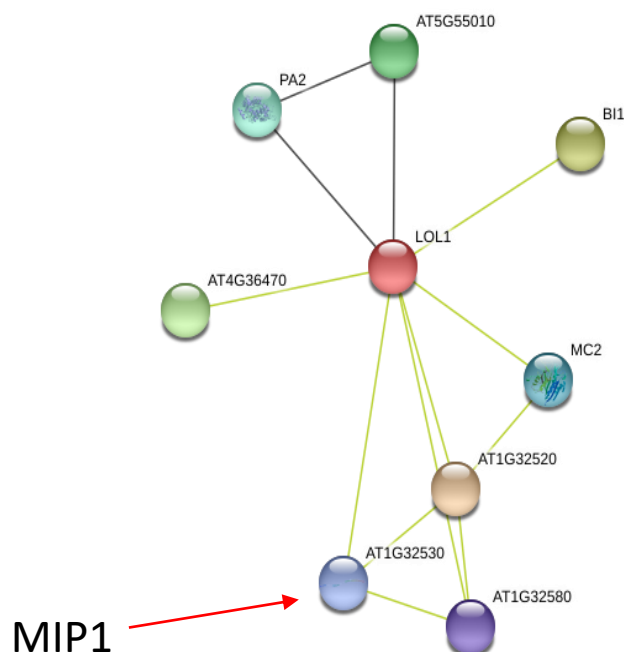 AT5G55010
PA2
BI1
LOL1
AT4G36470
MC2
AT1G32520
AT1G32530
AT1G32580
MIP1